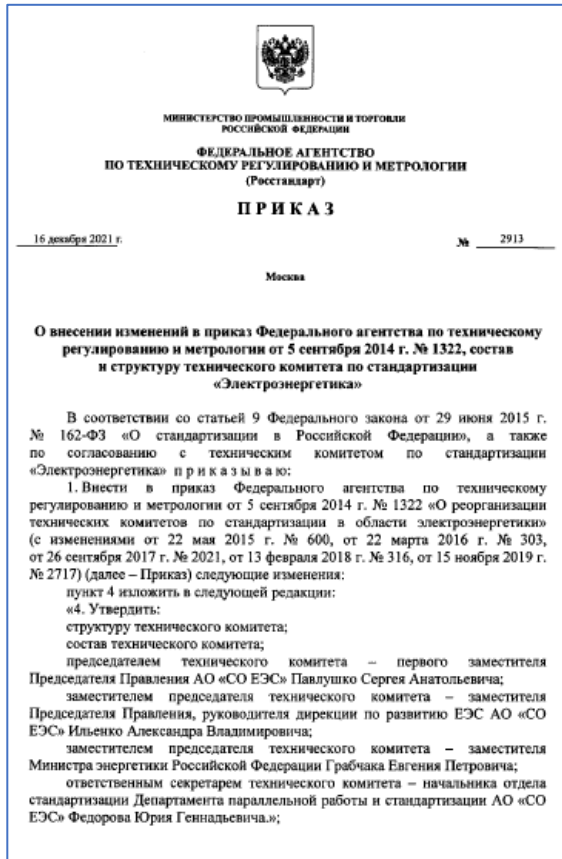 МИНИСТЕРСТВО ПРОМЫШЛЕННОСТИ И ТОРГОВЛИ
РОССИЙСКОЙ ФЕДЕРАЦИИ
ФЕДЕРАЛЬНОЕ АГЕНТСТВО
ПО ТЕХНИЧЕСКОМУ РЕГУЛИРОВАНИЮ И МЕТРОЛОГИИ
(Росстандарт)
П Р И К А З
16 декабря 2021 г. № 2913
Москва
О внесении изменений в приказ Федерального агентства по техническому
регулированию и метрологии от 5 сентября 2014 г. № 1322, состав
и структуру технического комитета по стандартизации
«Электроэнергетика»
В соответствии со статьей 9 Федерального закона от 29 июня 2015 г.
№ 162-ФЗ «О стандартизации в Российской Федерации», а также
по согласованию с техническим комитетом по стандартизации
«Электроэнергетика» п р и к а з ы в а ю:
1. Внести в приказ Федерального агентства по техническому
регулированию и метрологии от 5 сентября 2014 г. № 1322 «О реорганизации
технических комитетов по стандартизации в области электроэнергетики»
(с изменениями от 22 мая 2015 г. № 600, от 22 марта 2016 г. № 303,
от 26 сентября 2017 г. № 2021, от 13 февраля 2018 г. № 316, от 15 ноября 2019 г.
№ 2717) (далее – Приказ) следующие изменения:
пункт 4 изложить в следующей редакции:
«4. Утвердить:
структуру технического комитета;
состав технического комитета;
председателем технического комитета – первого заместителя
Председателя Правления АО «СО ЕЭС» Павлушко Сергея Анатольевича;
заместителем председателя технического комитета – заместителя
Председателя Правления, руководителя дирекции по развитию ЕЭС АО «СО
ЕЭС» Ильенко Александра Владимировича;
заместителем председателя технического комитета – заместителя
Министра энергетики Российской Федерации Грабчака Евгения Петровича;
ответственным секретарем технического комитета – начальника отдела
стандартизации Департамента параллельной работы и стандартизации АО «СО
ЕЭС» Федорова Юрия Геннадьевича.»;